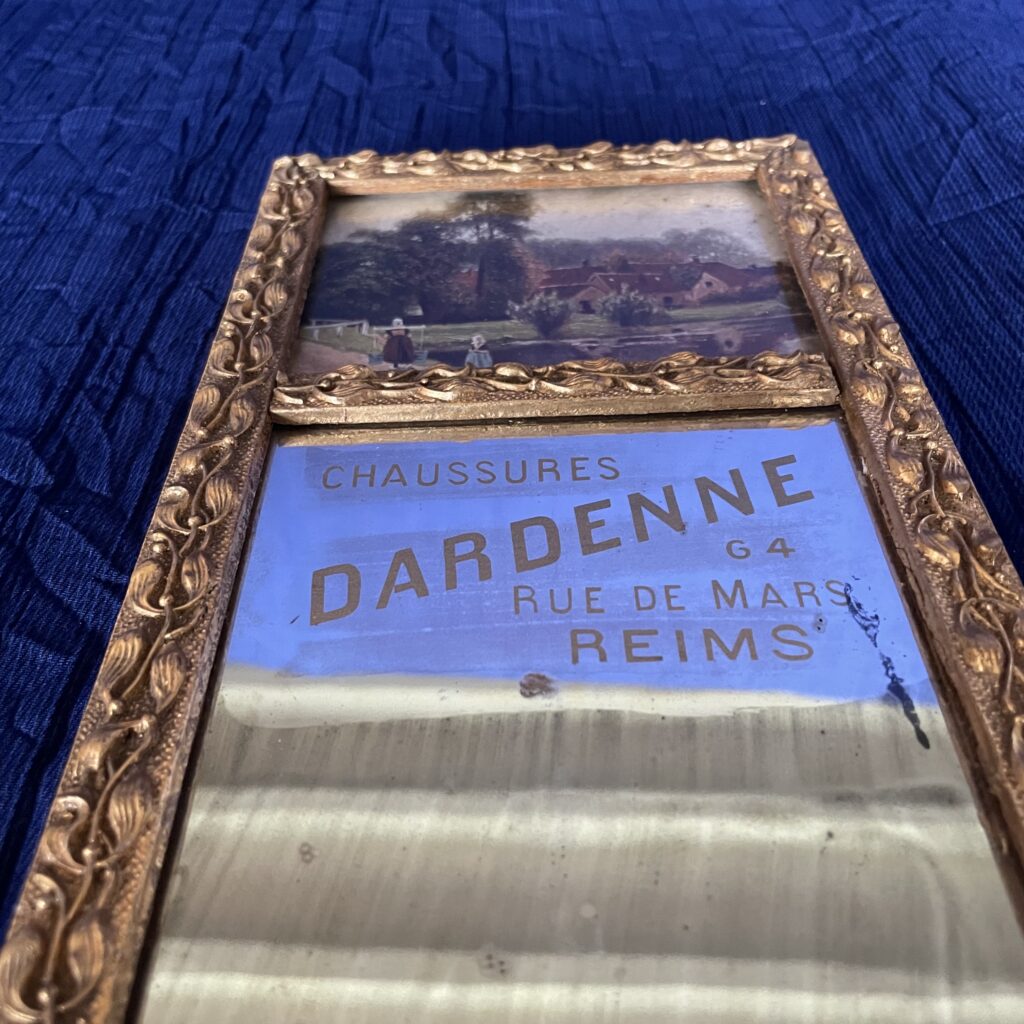 CHAUSSURES
DARDENNE
64
RUE DE MARS
REIMS